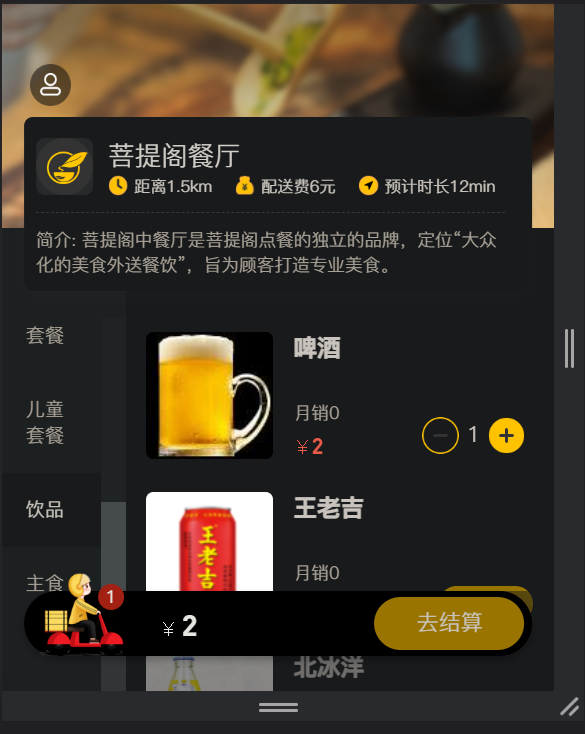 菩提阁餐厅
距离1.5km 配送费6元 预计时长12min
简介: 菩提阁中餐厅是菩提阁点餐的独立的品牌，定位“大众
化的美食外送餐饮”，旨为顾客打造专业美食。
套餐
儿童
套餐
饮品
主食
啤酒
月销0
¥2
1
王老吉
王老吉
月销0
1
¥ 2
去结算
北冰洋